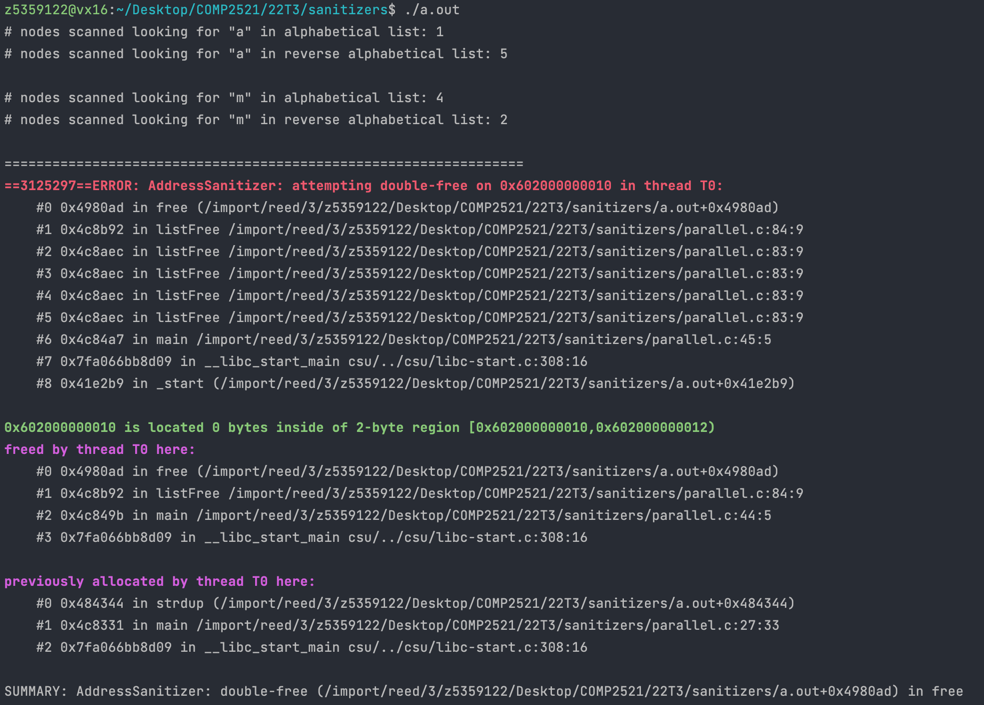 z5359122@vx16:~/Desktop/COMP2521/22T3/sanitizers$ ./a.out
# nodes scanned looking for "a" in alphabetical list: 1
# nodes scanned looking for "a" in reverse alphabetical list: 5
# nodes scanned looking for "m" in alphabetical list: 4
# nodes scanned looking for "m" in reverse alphabetical list: 2
=================================================================
==3125297==ERROR: AddressSanitizer: attempting double-free on 0x602000000010 in thread T0:
    #0 0x4980ad in free (/import/reed/3/z5359122/Desktop/COMP2521/22T3/sanitizers/a.out+0x4980ad)
    #1 0x4c8b92 in listFree /import/reed/3/z5359122/Desktop/COMP2521/22T3/sanitizers/parallel.c:84:9
    #2 0x4c8aec in listFree /import/reed/3/z5359122/Desktop/COMP2521/22T3/sanitizers/parallel.c:83:9
    #3 0x4c8aec in listFree /import/reed/3/z5359122/Desktop/COMP2521/22T3/sanitizers/parallel.c:83:9
    #4 0x4c8aec in listFree /import/reed/3/z5359122/Desktop/COMP2521/22T3/sanitizers/parallel.c:83:9
    #5 0x4c8aec in listFree /import/reed/3/z5359122/Desktop/COMP2521/22T3/sanitizers/parallel.c:83:9
    #6 0x4c84a7 in main /import/reed/3/z5359122/Desktop/COMP2521/22T3/sanitizers/parallel.c:45:5
    #7 0x7fa066bb8d09 in __libc_start_main csu/../csu/libc-start.c:308:16
    #8 0x41e2b9 in _start (/import/reed/3/z5359122/Desktop/COMP2521/22T3/sanitizers/a.out+0x41e2b9)
0x602000000010 is located 0 bytes inside of 2-byte region [0x602000000010,0x602000000012)
freed by thread T0 here:
    #0 0x4980ad in free (/import/reed/3/z5359122/Desktop/COMP2521/22T3/sanitizers/a.out+0x4980ad)
    #1 0x4c8b92 in listFree /import/reed/3/z5359122/Desktop/COMP2521/22T3/sanitizers/parallel.c:84:9
    #2 0x4c849b in main /import/reed/3/z5359122/Desktop/COMP2521/22T3/sanitizers/parallel.c:44:5
    #3 0x7fa066bb8d09 in __libc_start_main csu/../csu/libc-start.c:308:16
previously allocated by thread T0 here:
    #0 0x484344 in strdup (/import/reed/3/z5359122/Desktop/COMP2521/22T3/sanitizers/a.out+0x484344)
    #1 0x4c8331 in main /import/reed/3/z5359122/Desktop/COMP2521/22T3/sanitizers/parallel.c:27:33
    #2 0x7fa066bb8d09 in __libc_start_main csu/../csu/libc-start.c:308:16
SUMMARY: AddressSanitizer: double-free (/import/reed/3/z5359122/Desktop/COMP2521/22T3/sanitizers/a.out+0x4980ad) in free